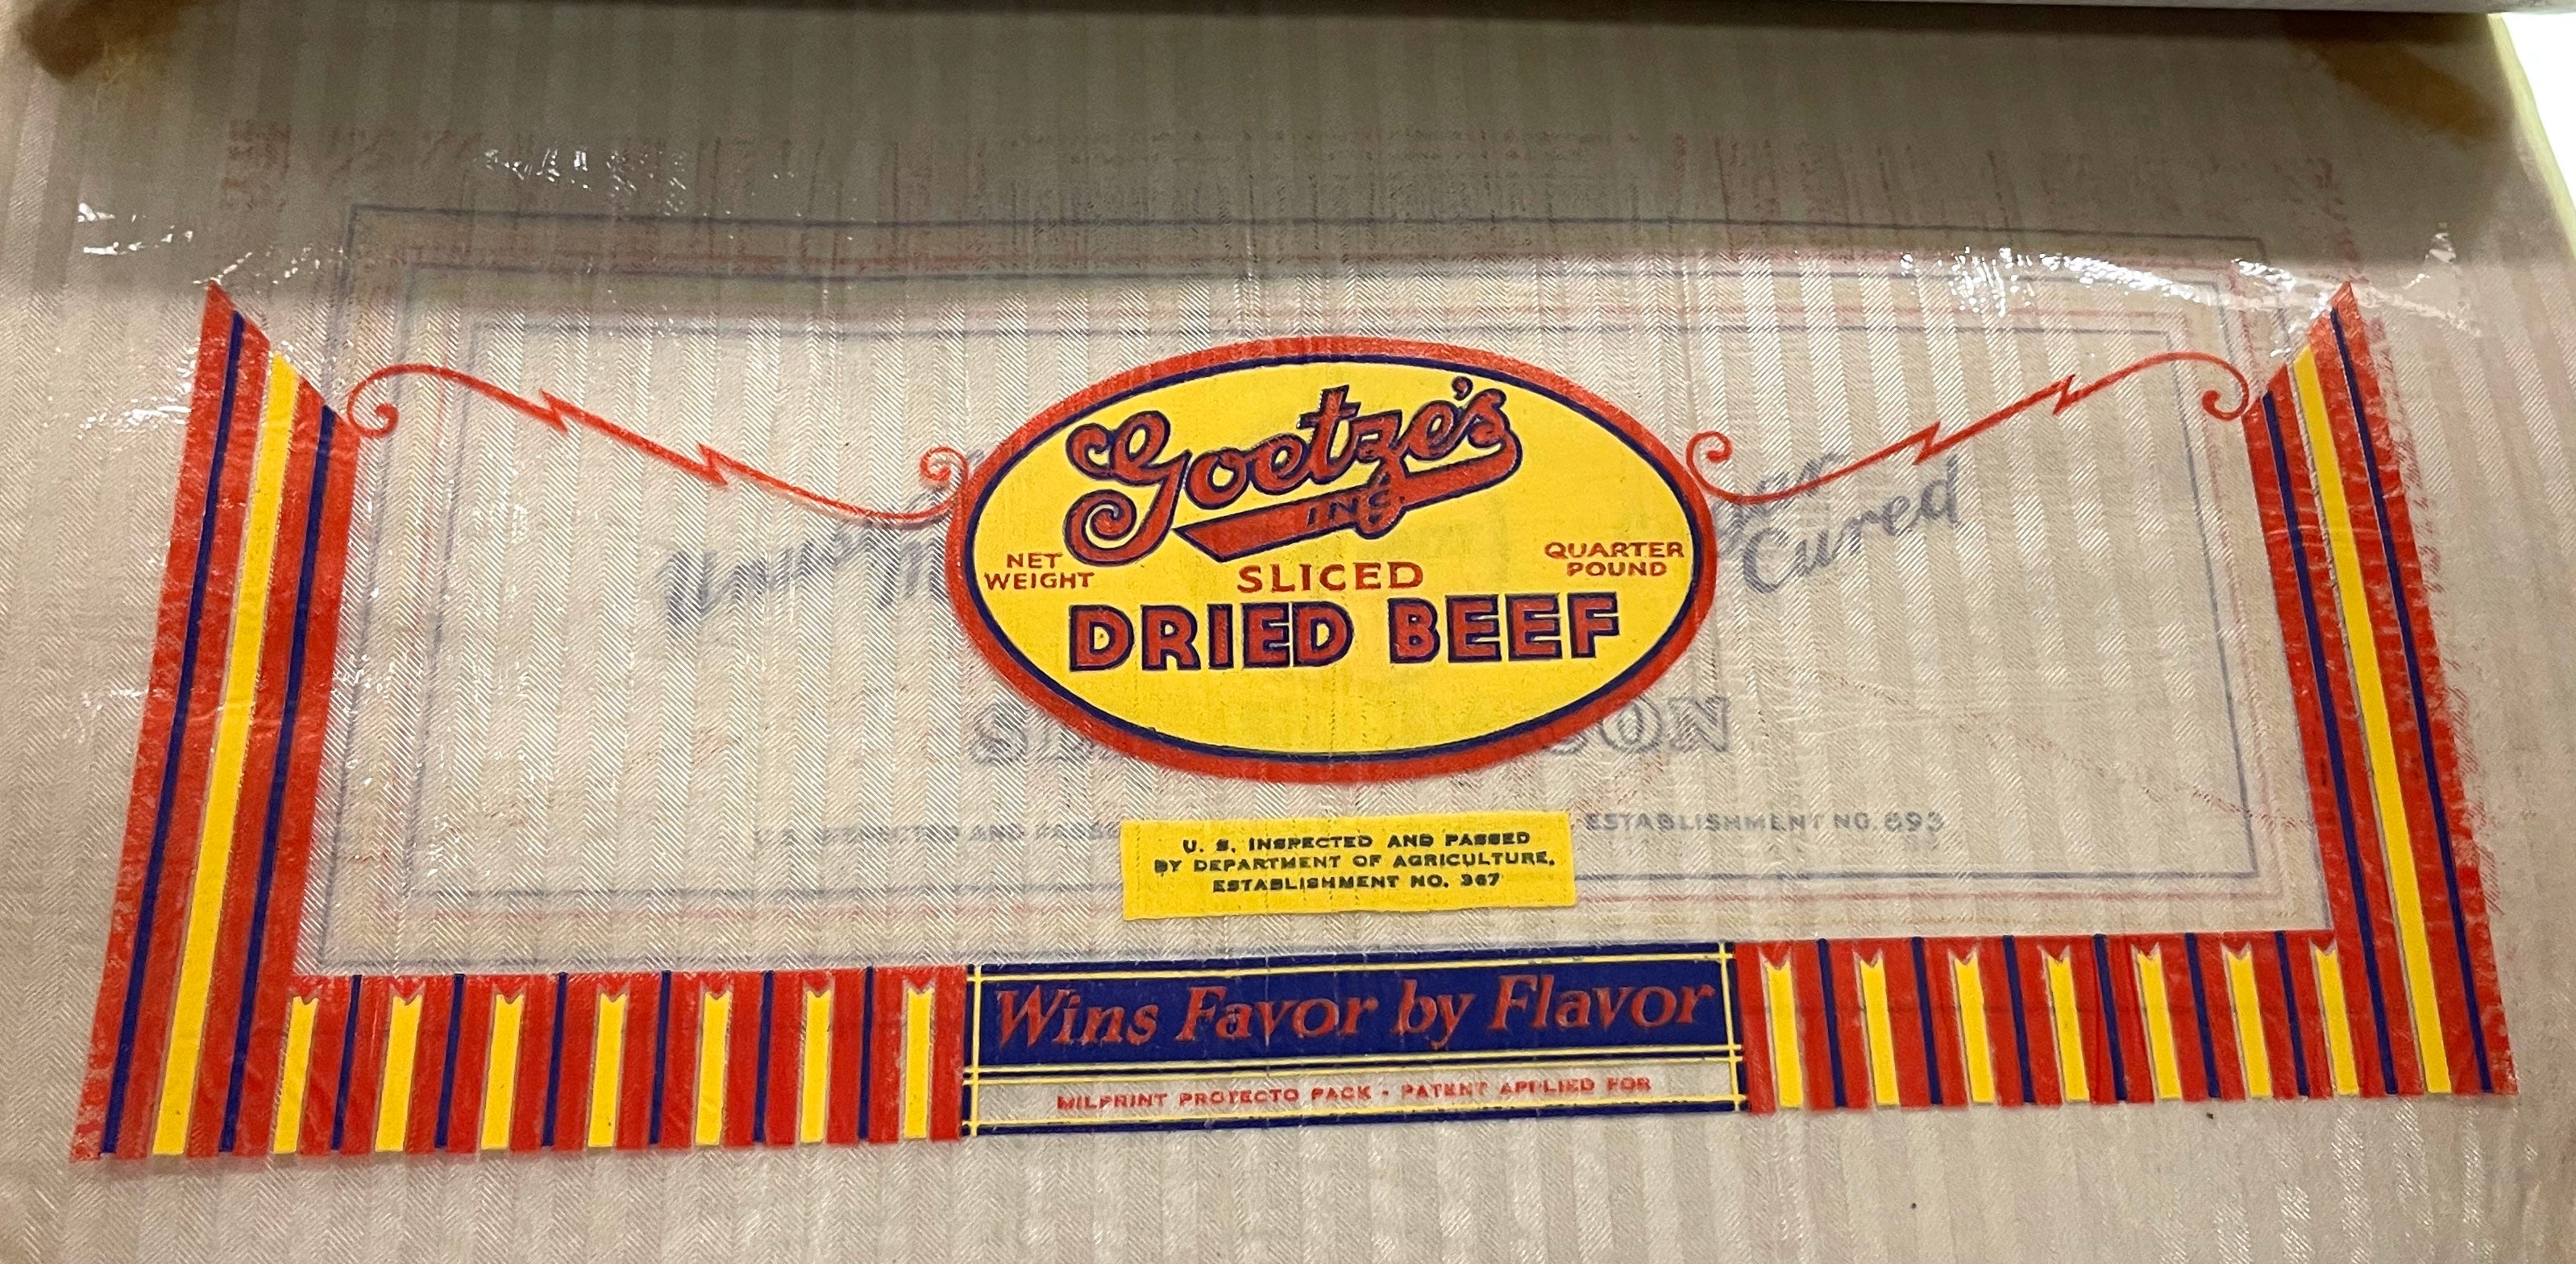 Goetze's
INC.
NET WEIGHT
QUARTER POUND
SLICED
DRIED BEEF
Cured
ESTABLISHMENT NO. 693
U. S. INSPECTED AND PASSED
BY DEPARTMENT OF AGRICULTURE,
ESTABLISHMENT NO. 367
Wins Favor by Flavor
MILPRINT PROTECTO PACK - PATENT APPLIED FOR